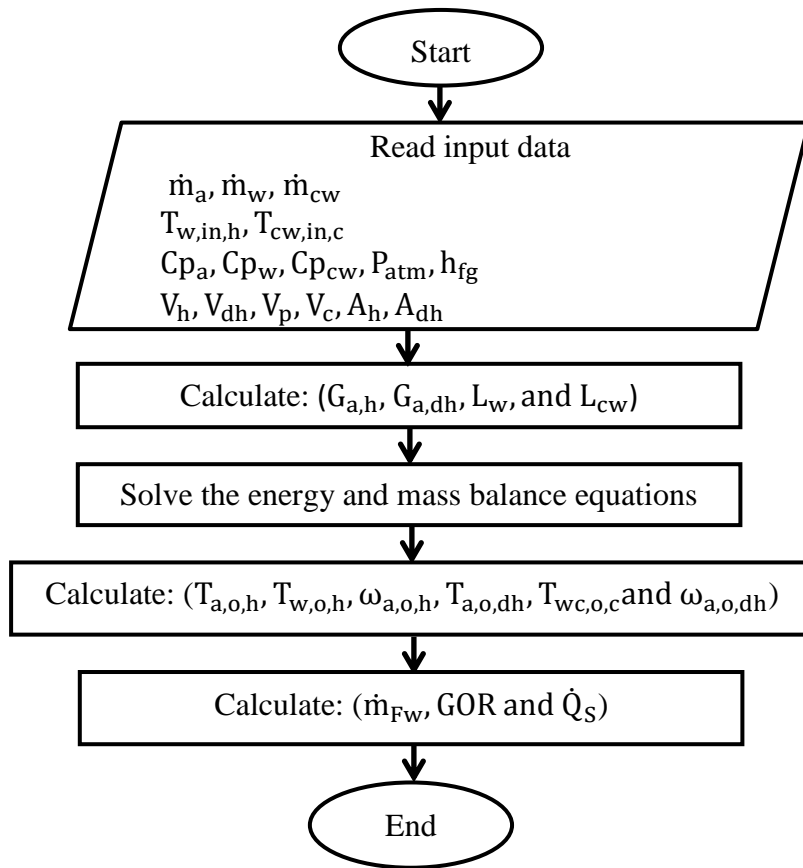 Start
Read input data
ṁa, ṁw, ṁcw
Tw,in,h, Tcw,in,c
Cpa, Cpw, Cpcw, Patm, hfg
Vh, Vdh, Vp, Vc, Ah, Adh
Calculate: (Ga,h, Ga,dh, Lw, and Lcw)
Solve the energy and mass balance equations
Calculate: (Ta,o,h, Tw,o,h, ωa,o,h, Ta,o,dh, Twc,o,c and ωa,o,dh)
Calculate: (ṁFw, GOR and Q̇S)
End